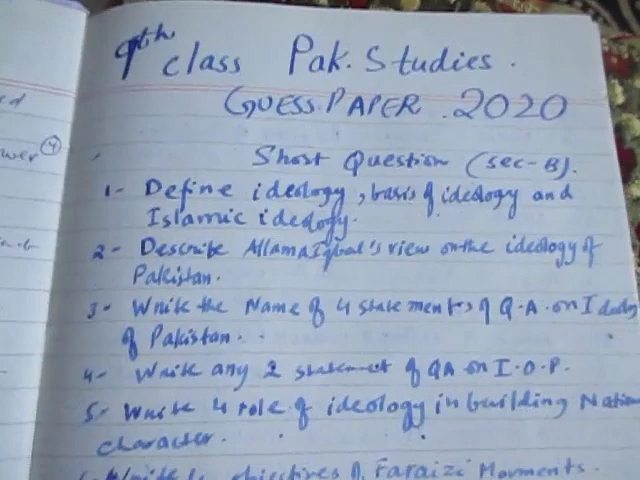 9th class Pak. Studies.
GUESS PAPER. 2020
Short Question (sec-B).
1- Define ideology, basis of ideology and
Islamic ideology.
2- Describe Allama Iqbal's view on the ideology of
Pakistan.
3- Write the Name of 4 statements of Q.A. on
of Pakistan.
4- Write any 2 statement of QA on I.O.P.
5- Write 4 role of ideology in building
character.
objectives of Faraizi Movments.